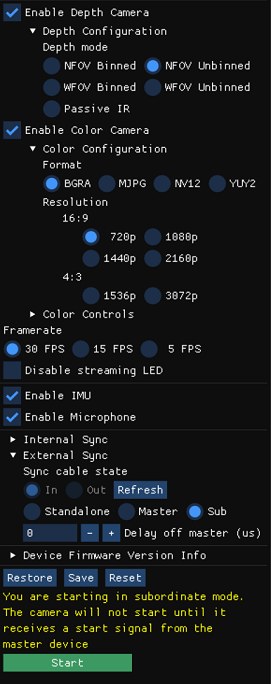 Enable Depth Camera
Depth Configuration
Depth mode
NFOV Binned NFOV Unbinned
WFOV Binned WFOV Unbinned
Passive IR
Enable Color Camera
Color Configuration
Format
BGRA MJPG NV12 YUY2
Resolution
16:9
720p 1080p
1440p 2160p
4:3
1536p 3072p
Color Controls
Framerate
30 FPS 15 FPS 5 FPS
Disable streaming LED
Enable IMU
Enable Microphone
Internal Sync
External Sync
Sync cable state
In Out Refresh
Standalone Master Sub
0 - + Delay off master (us)
Device Firmware Version Info
Restore Save Reset
You are starting in subordinate mode.
The camera will not start until it
receives a start signal from the
master device
Start